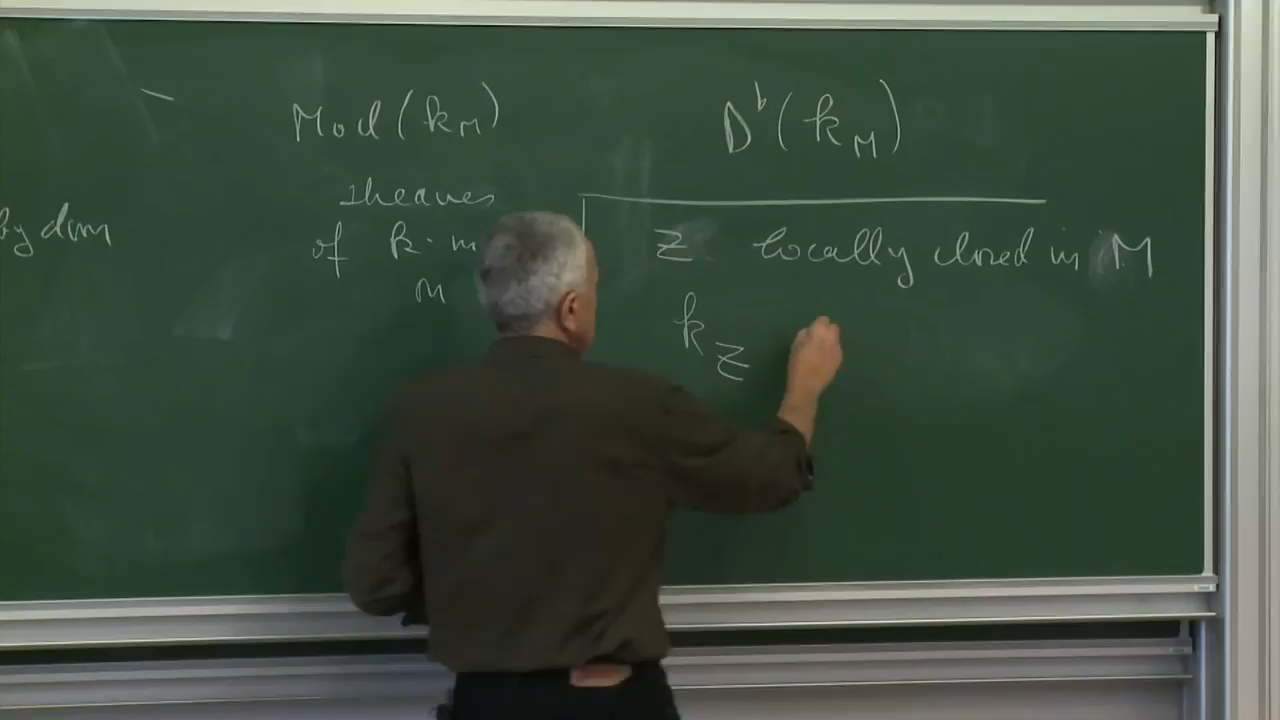 Mod(k_M) D^b(k_M)
sheaves
by dim of k. m Z locally closed in M
m k_Z